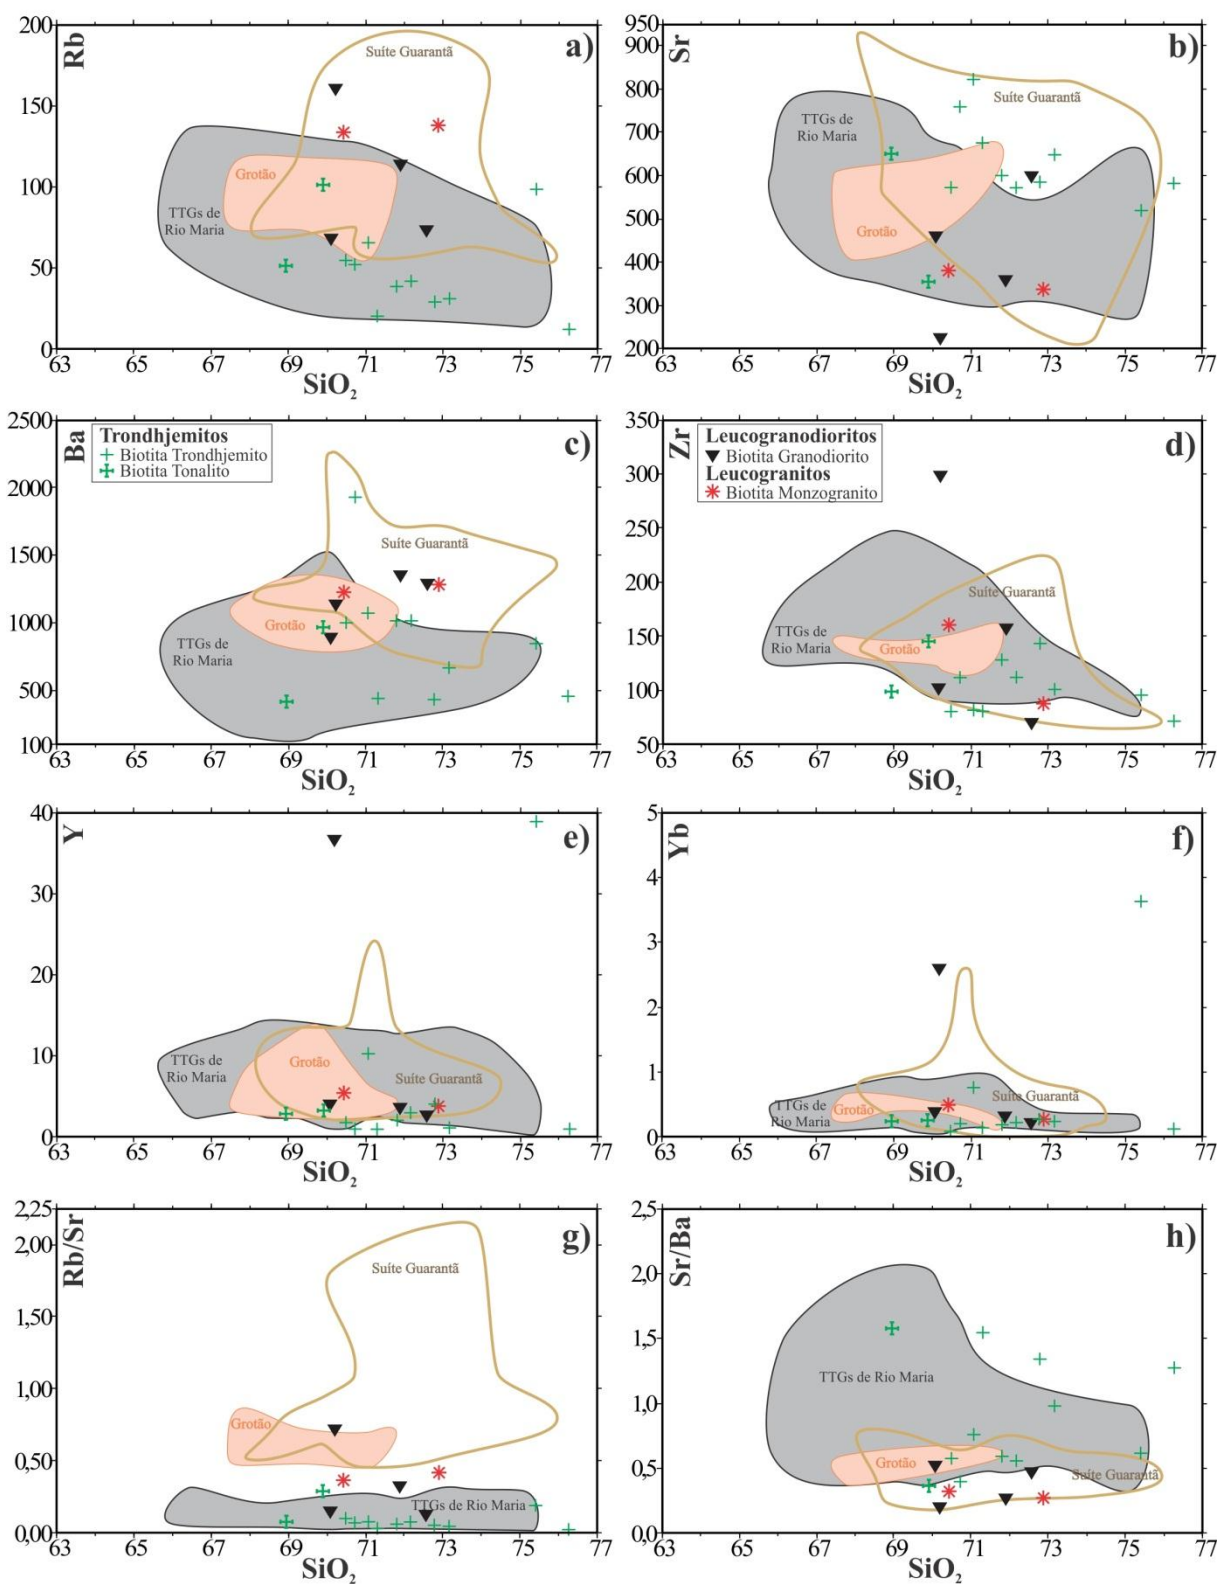 a)
Rb
200
150
100
50
0
Suíte Guarantã
Grotão
TTGs de
Rio Maria
63 65 67 69 71 73 75 77
SiO2
b)
Sr
950
900
800
700
600
500
400
300
200
Suíte Guarantã
TTGs de
Rio Maria
Grotão
63 65 67 69 71 73 75 77
SiO2
c)
Ba
2500
2000
1500
1000
500
100
Trondhjemitos
Biotita Trondhjemito
Biotita Tonalito
Suíte Guarantã
Grotão
TTGs de
Rio Maria
63 65 67 69 71 73 75 77
SiO2
d)
Zr
350
300
250
200
150
100
50
Leucogranodioritos
Biotita Granodiorito
Leucogranitos
Biotita Monzogranito
Suíte Guarantã
TTGs de
Rio Maria
Grotão
63 65 67 69 71 73 75 77
SiO2
e)
Y
40
30
20
10
0
TTGs de
Rio Maria
Grotão
Suíte Guarantã
63 65 67 69 71 73 75 77
SiO2
f)
Yb
5
4
3
2
1
0
Suíte Guarantã
TTGs de
Rio Maria
Grotão
63 65 67 69 71 73 75 77
SiO2
g)
Rb/Sr
2,25
2,00
1,50
1,00
0,50
0,00
Suíte Guarantã
Grotão
TTGs de Rio Maria
63 65 67 69 71 73 75 77
SiO2
h)
Sr/Ba
2,5
2,0
1,5
1,0
0,5
0,0
TTGs de Rio Maria
Grotão
Suíte Guarantã
63 65 67 69 71 73 75 77
SiO2